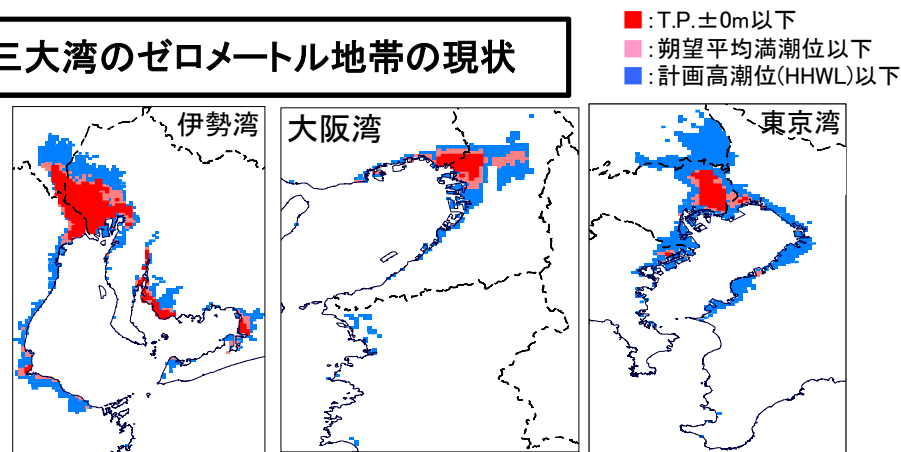 三大湾のゼロメートル地帯の現状
■:T.P.±0m以下
■:朔望平均満潮位以下
■:計画高潮位(HHWL)以下
伊勢湾
大阪湾
東京湾